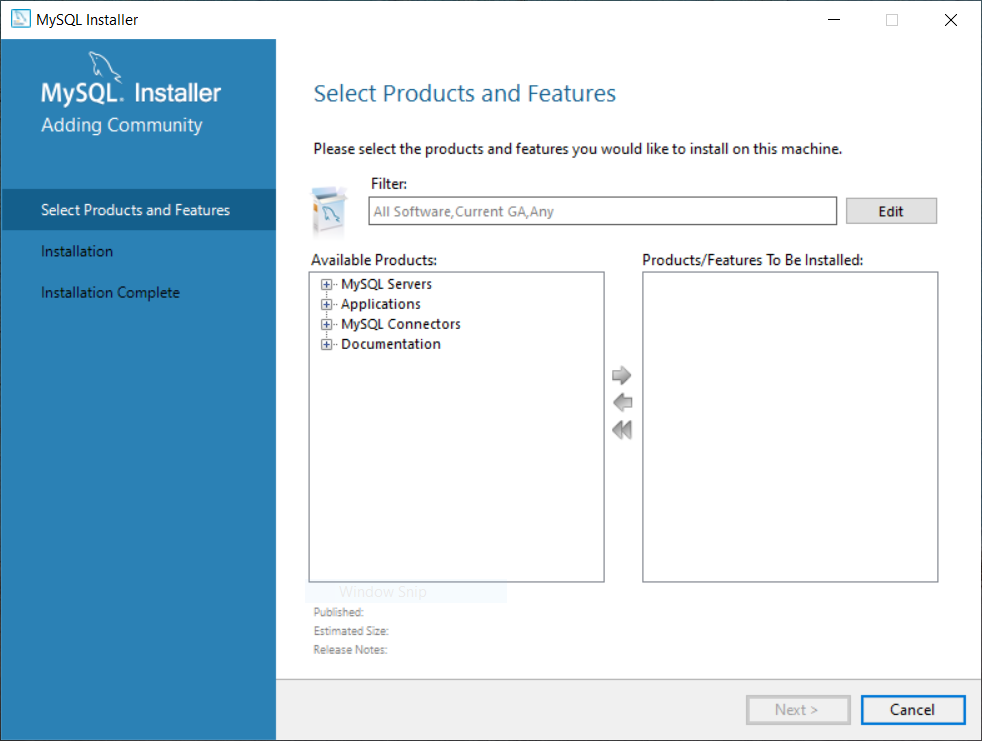 MySQL Installer
MySQL. Installer
Adding Community
Select Products and Features
Installation
Installation Complete
Select Products and Features
Please select the products and features you would like to install on this machine.
Filter:
All Software,Current GA,Any
Edit
Available Products:
MySQL Servers
Applications
MySQL Connectors
Documentation
Products/Features To Be Installed:
Window Snip
Published:
Estimated Size:
Release Notes:
Next >
Cancel